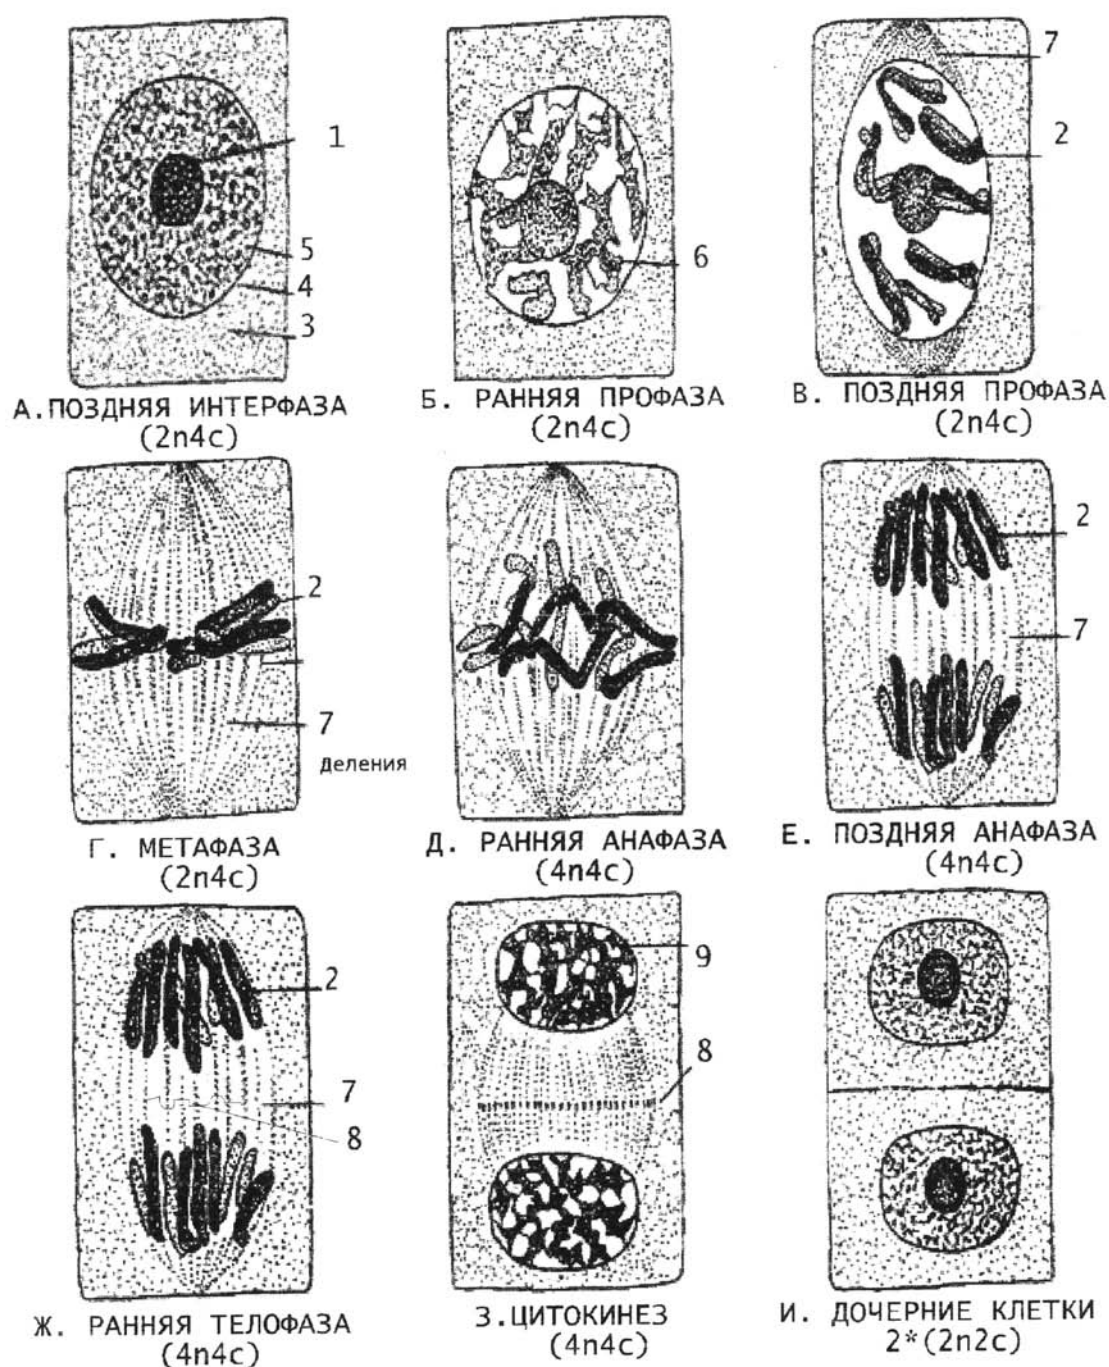 1
5
4
3
6
7
2
А.ПОЗДНЯЯ ИНТЕРФАЗА
(2n4c)
Б. РАННЯЯ ПРОФАЗА
(2n4c)
В. ПОЗДНЯЯ ПРОФАЗА
(2n4c)
2
7
Деления
2
7
Г. МЕТАФАЗА
(2n4c)
Д. РАННЯЯ АНАФАЗА
(4n4c)
Е. ПОЗДНЯЯ АНАФАЗА
(4n4c)
2
7
8
9
8
Ж. РАННЯЯ ТЕЛОФАЗА
(4n4c)
З.ЦИТОКИНЕЗ
(4n4c)
И. ДОЧЕРНИЕ КЛЕТКИ
2*(2n2c)